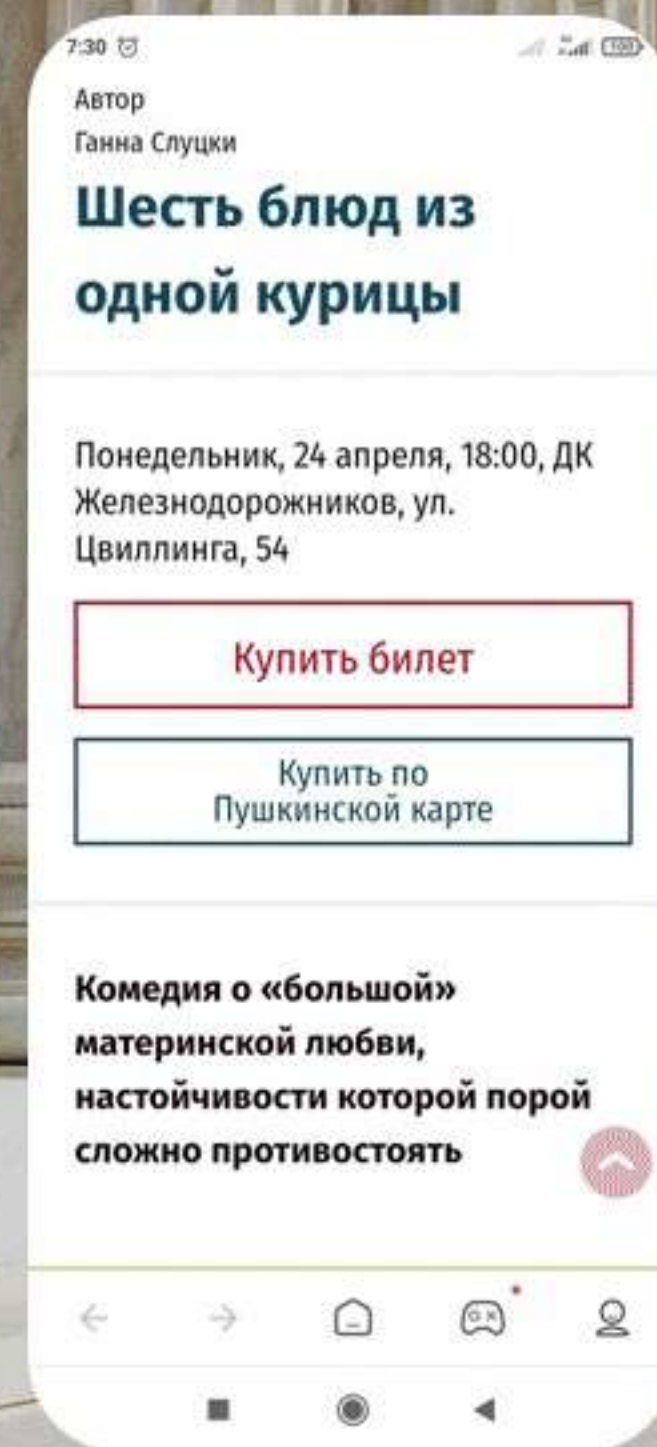 7:30
Автор
Ганна Слуцки
Шесть блюд из
одной курицы
Понедельник, 24 апреля, 18:00, ДК
Железнодорожников, ул.
Цвиллинга, 54
Купить билет
Купить по
Пушкинской карте
Комедия о «большой»
материнской любви,
настойчивости которой порой
сложно противостоять